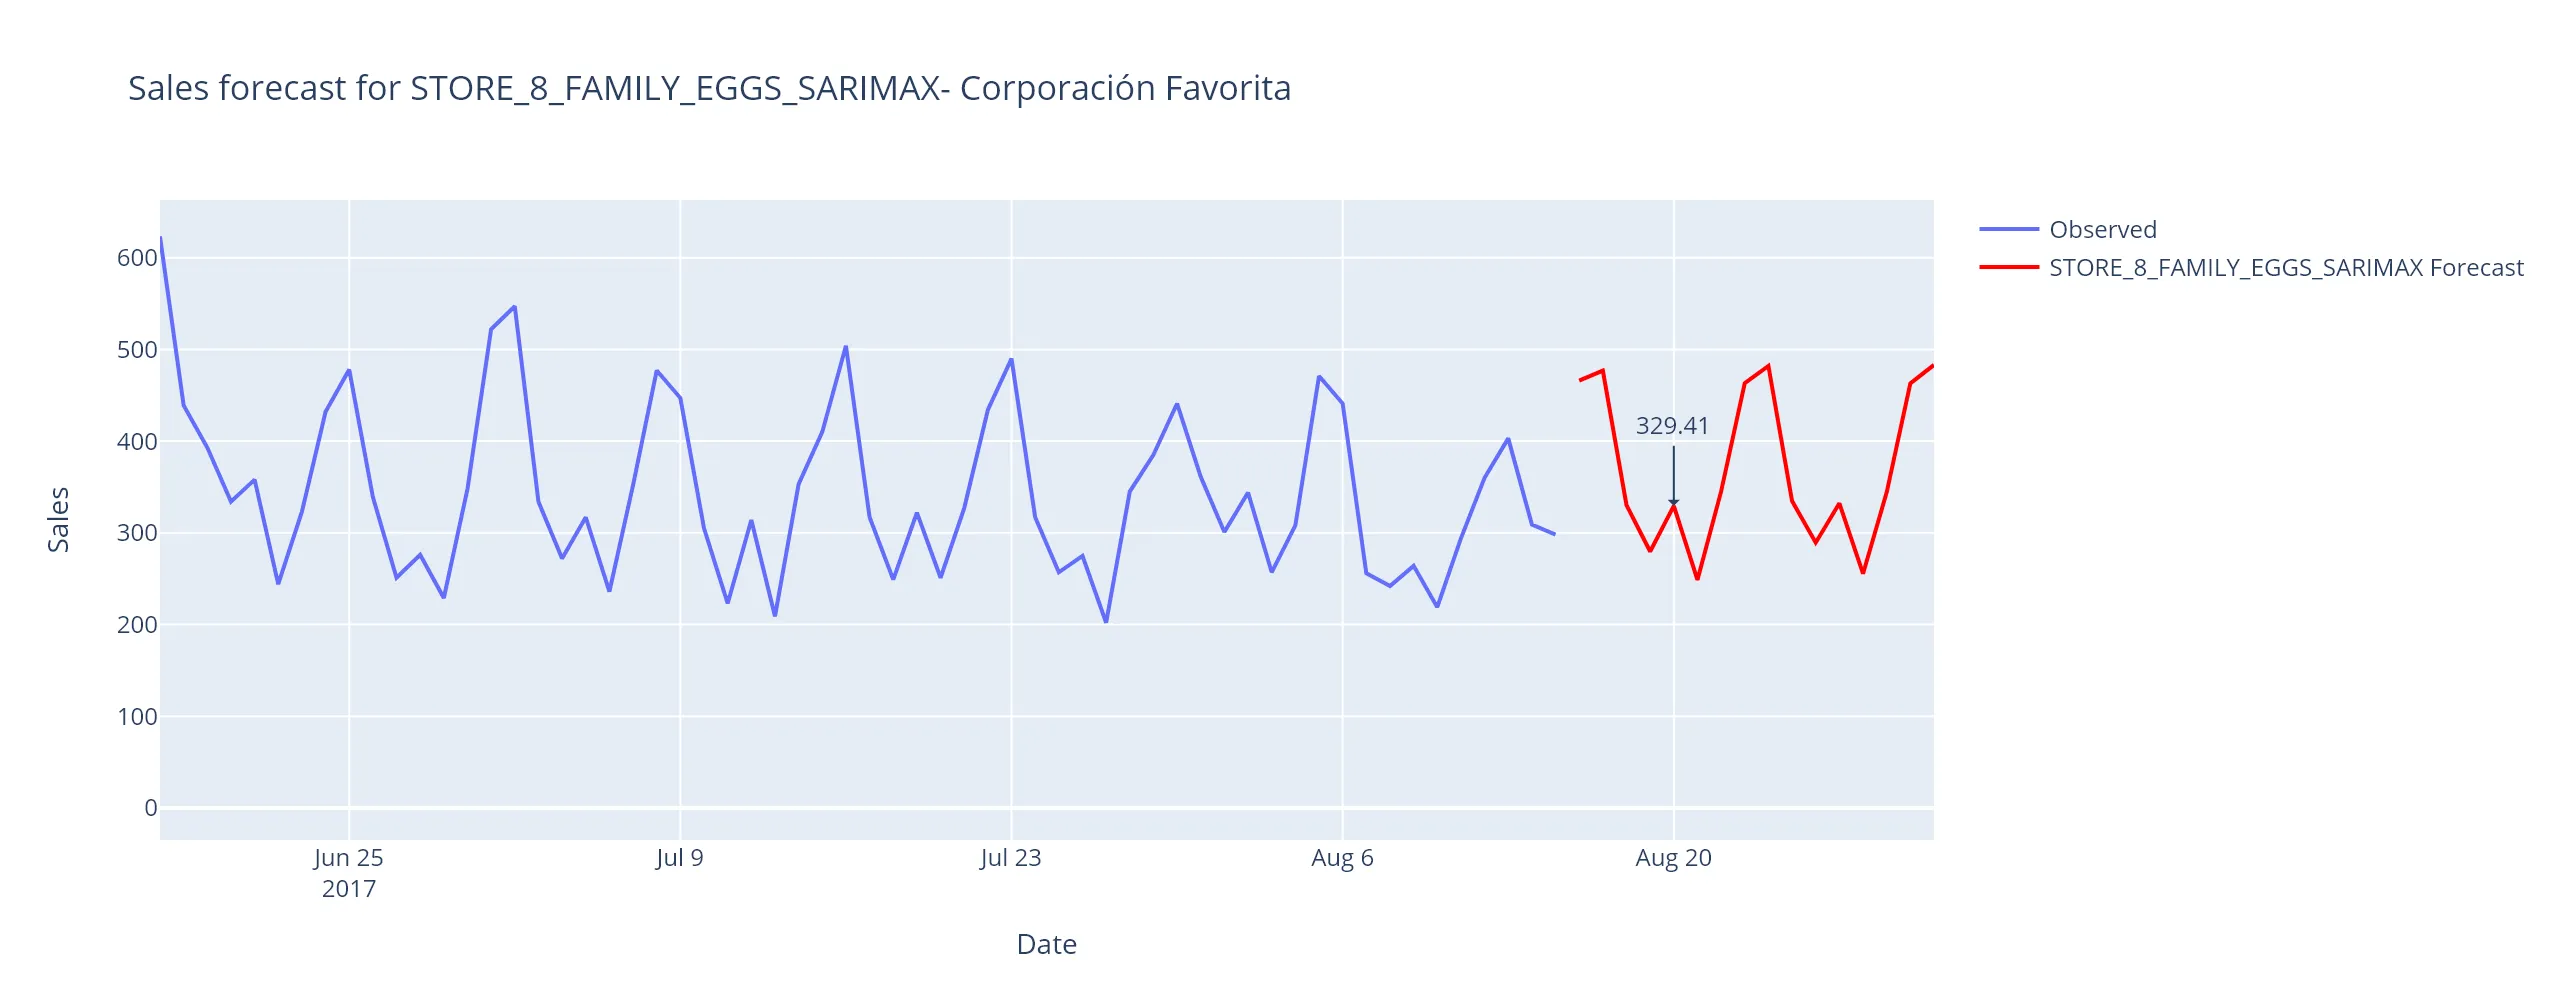 Sales forecast for STORE_8_FAMILY_EGGS_SARIMAX- Corporación Favorita
Observed
STORE_8_FAMILY_EGGS_SARIMAX Forecast
600
500
400
300
200
100
0
Sales
329.41
Jun 25
2017
Jul 9
Jul 23
Aug 6
Aug 20
Date